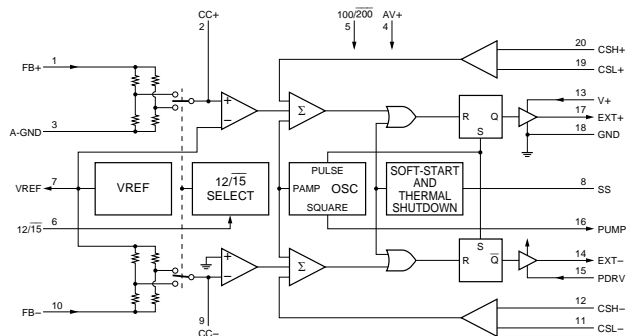 CC+
2
100/200
5
AV+
4
20
CSH+
19
CSL+
FB+
1
A-GND
3
+
−
Σ
R
Q
S
13
V+
17
EXT+
18
GND
VREF
7
VREF
12/15
SELECT
PULSE
PAMP
OSC
SQUARE
SOFT-START
AND
THERMAL
SHUTDOWN
8
SS
12/15
6
16
PUMP
+
−
Σ
S
R
Q
14
EXT−
15
PDRV
FB−
10
9
CC−
12
CSH−
11
CSL−